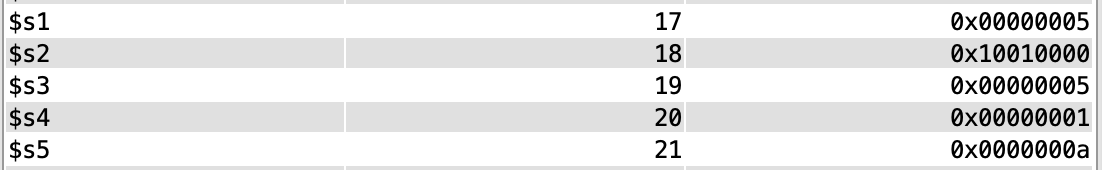 $s1 17 0x00000005
$s2 18 0x10010000
$s3 19 0x00000005
$s4 20 0x00000001
$s5 21 0x0000000a